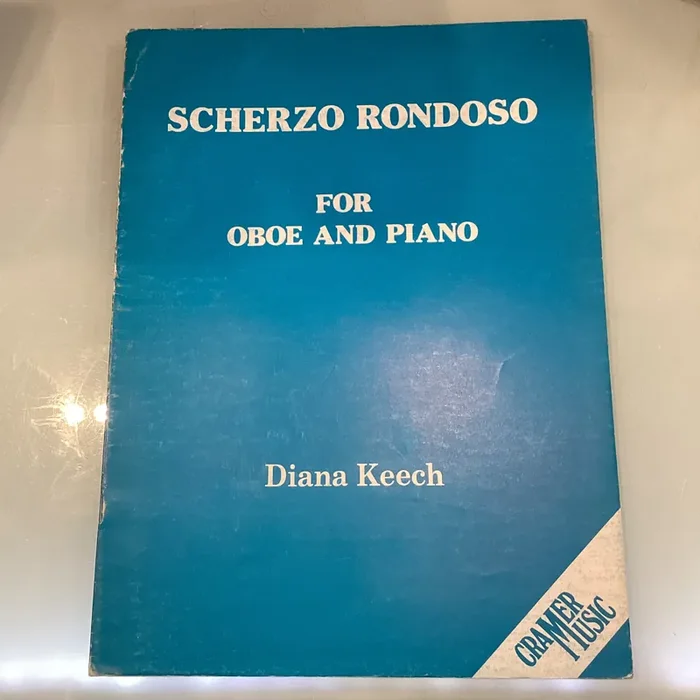 SCHERZO RONDOSO
FOR
OBOE AND PIANO
Diana Keech
CRAMER
MUSIC